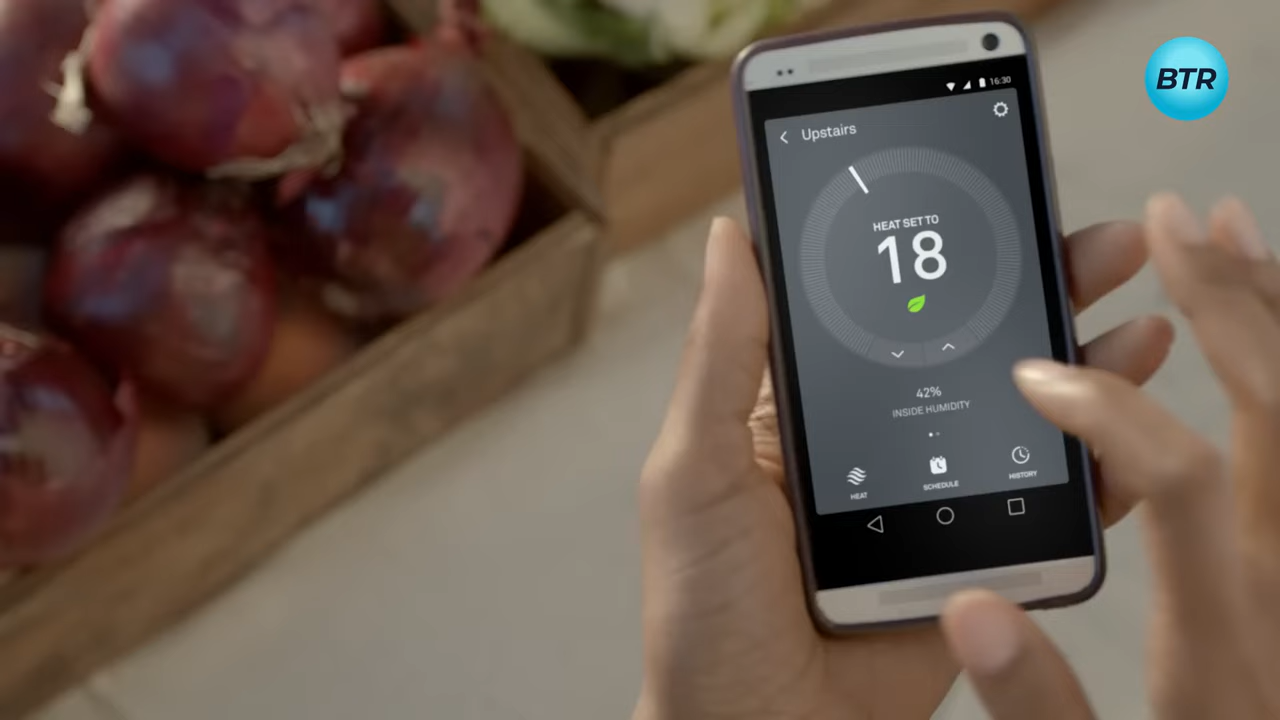 BTR
16:30
Upstairs
HEAT SET TO
18
42%
INSIDE HUMIDITY
HEAT
SCHEDULE
HISTORY